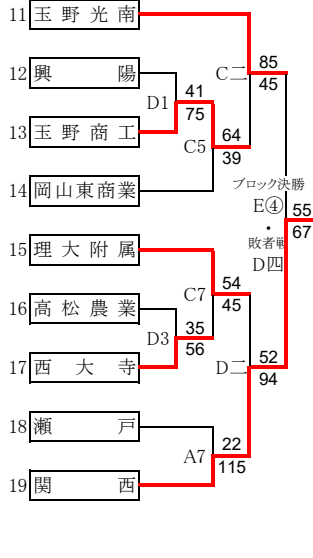 11 玉野光南
85
C二
45
12 興陽
41
D1
75
13 玉野商工
64
C5
39
14 岡山東商業
ブロック決勝
E④
55
・
67
敗者戦
D四
15 理大附属
54
C7
45
16 高松農業
35
D3
56
52
17 西大寺
D二
94
18 瀬戸
22
A7
115
19 関西